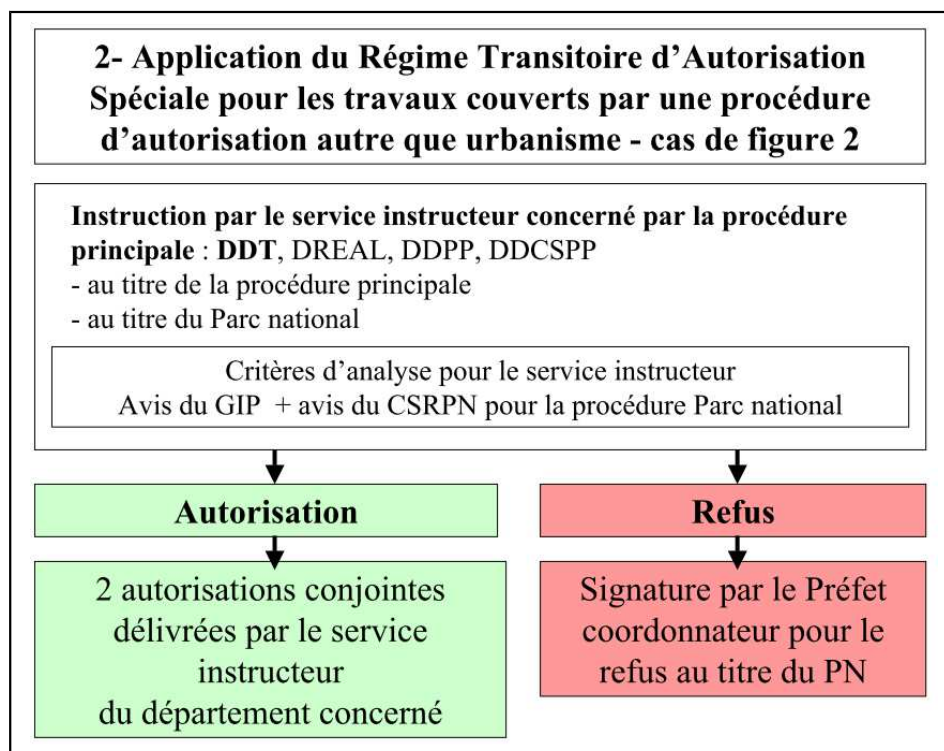 2- Application du Régime Transitoire d’Autorisation
Spéciale pour les travaux couverts par une procédure
d’autorisation autre que urbanisme - cas de figure 2
Instruction par le service instructeur concerné par la procédure
principale : DDT, DREAL, DDPP, DDCSPP
- au titre de la procédure principale
- au titre du Parc national
Critères d’analyse pour le service instructeur
Avis du GIP + avis du CSRPN pour la procédure Parc national
Autorisation
2 autorisations conjointes
délivrées par le service
instructeur
du département concerné
Refus
Signature par le Préfet
coordonnateur pour le
refus au titre du PN